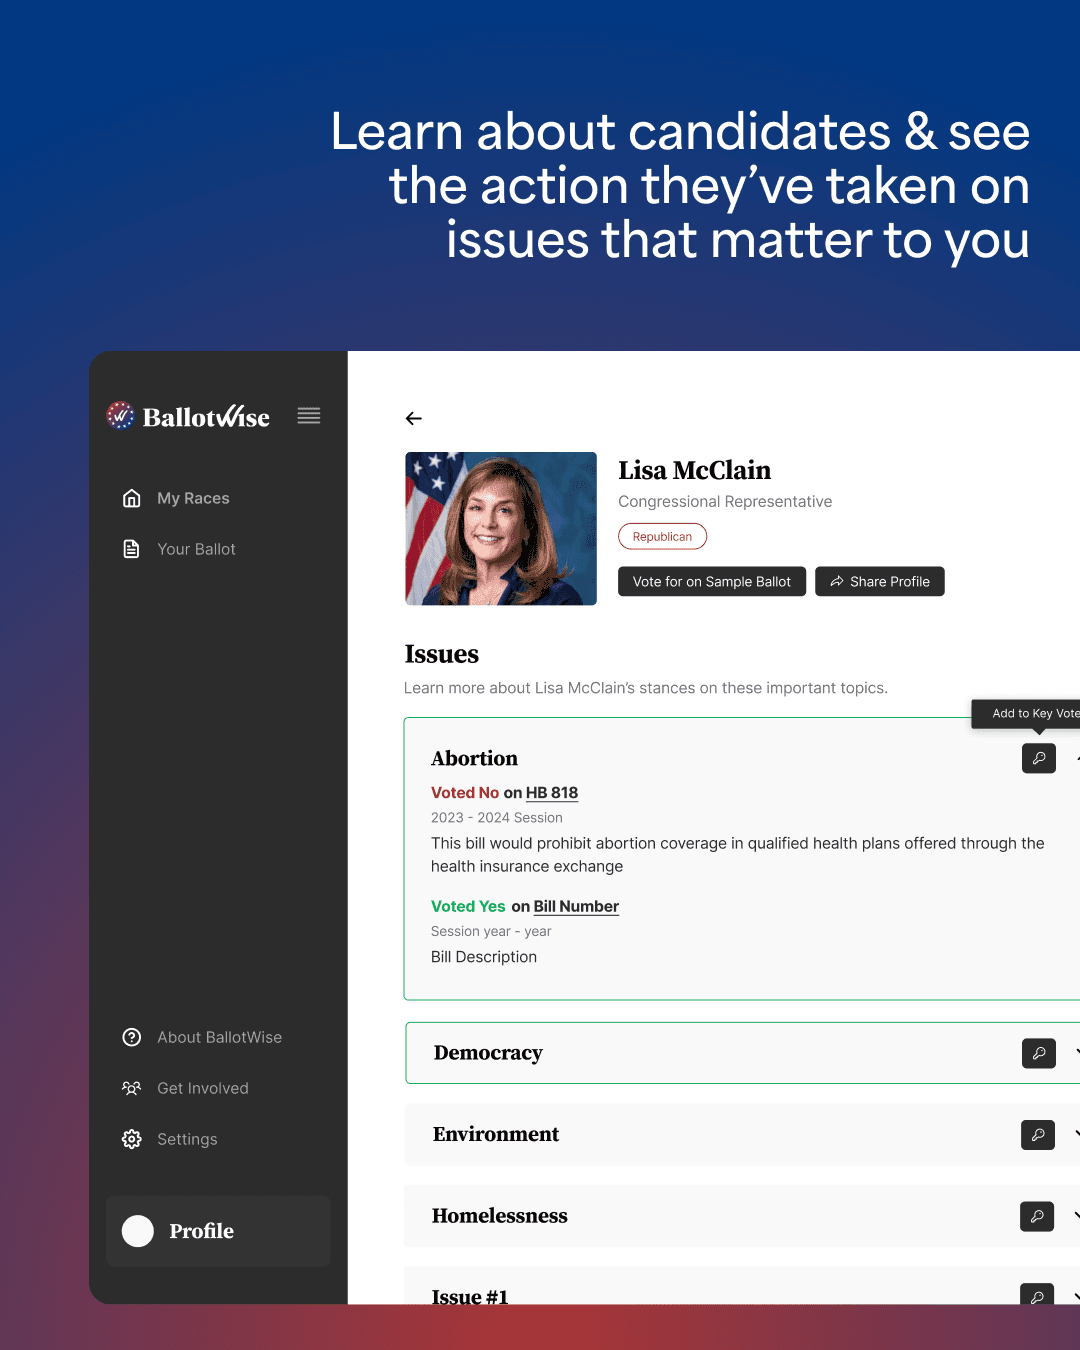 Learn about candidates & see
the action they’ve taken on
issues that matter to you
BallotWise
My Races
Your Ballot
About BallotWise
Get Involved
Settings
Profile
Lisa McClain
Congressional Representative
Republican
Vote for on Sample Ballot
Share Profile
Issues
Learn more about Lisa McClain’s stances on these important topics.
Add to Key Vote
Abortion
Voted No on HB 818
2023 - 2024 Session
This bill would prohibit abortion coverage in qualified health plans offered through the
health insurance exchange
Voted Yes on Bill Number
Session year - year
Bill Description
Democracy
Environment
Homelessness
Issue #1